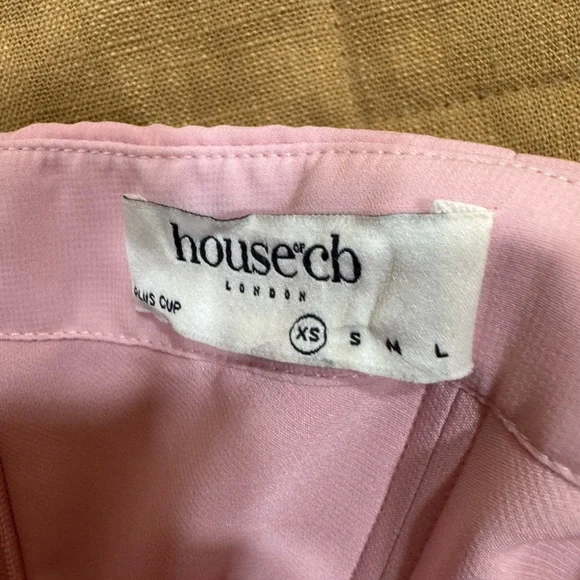 house OF cb
LONDON
PLUS CUP
XS S M L